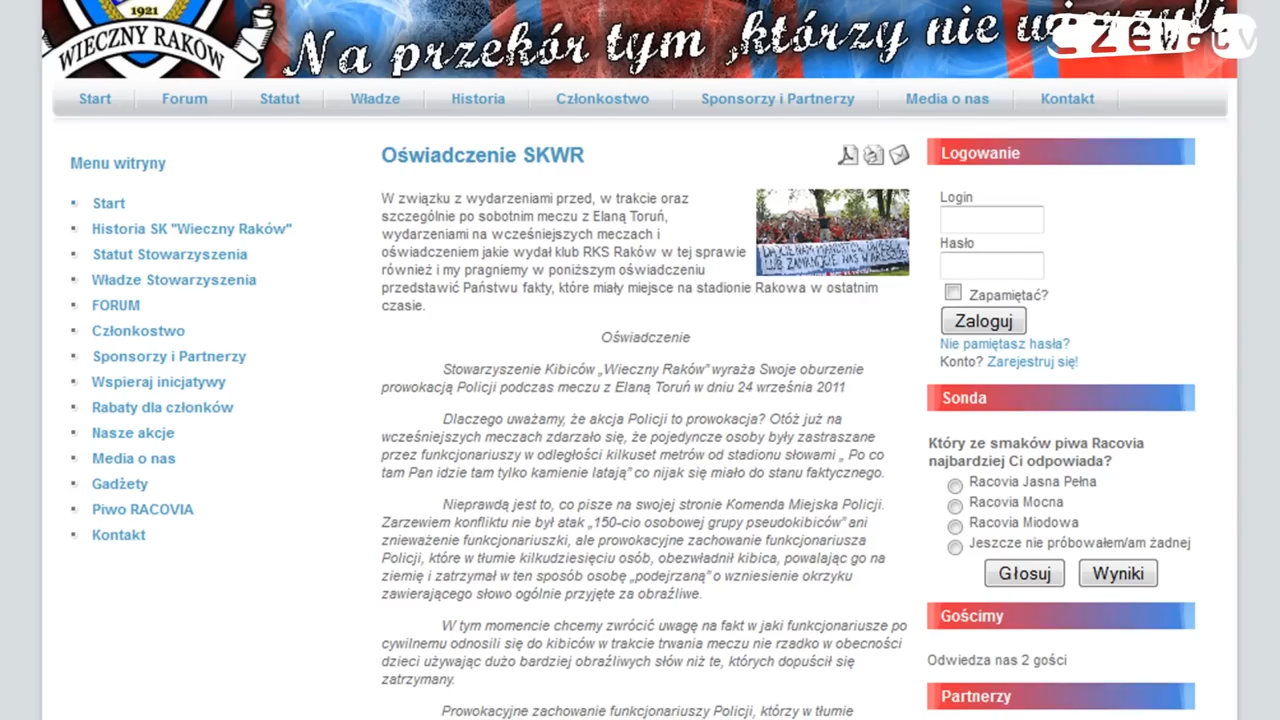 1921
WIECZNY RAKÓW
Na przekór tym ,którzy nie wierzyli
CZEW.TV
Start
Forum
Statut
Władze
Historia
Członkostwo
Sponsorzy i Partnerzy
Media o nas
Kontakt
Menu witryny
Start
Historia SK "Wieczny Raków"
Statut Stowarzyszenia
Władze Stowarzyszenia
FORUM
Członkostwo
Sponsorzy i Partnerzy
Wspieraj inicjatywy
Rabaty dla członków
Nasze akcje
Media o nas
Gadżety
Piwo RACOVIA
Kontakt
Oświadczenie SKWR
W związku z wydarzeniami przed, w trakcie oraz
szczególnie po sobotnim meczu z Elaną Toruń,
wydarzeniami na wcześniejszych meczach i
oświadczeniem jakie wydał klub RKS Raków w tej sprawie
również i my pragniemy w poniższym oświadczeniu
przedstawić Państwu fakty, które miały miejsce na stadionie Rakowa w ostatnim
czasie.
Oświadczenie
Stowarzyszenie Kibiców „Wieczny Raków” wyraża Swoje oburzenie
prowokacją Policji podczas meczu z Elaną Toruń w dniu 24 września 2011
Dlaczego uważamy, że akcja Policji to prowokacja? Otóż już na
wcześniejszych meczach zdarzało się, że pojedyncze osoby były zastraszane
przez funkcjonariuszy w odległości kilkuset metrów od stadionu słowami „ Po co
tam Pan idzie tam tylko kamienie latają” co nijak się miało do stanu faktycznego.
Nieprawdą jest to, co pisze na swojej stronie Komenda Miejska Policji.
Zarzewiem konfliktu nie był atak „150-cio osobowej grupy pseudokibiców” ani
znieważenie funkcjonariuszki, ale prowokacyjne zachowanie funkcjonariusza
Policji, które w tłumie kilkudziesięciu osób, obezwładnił kibica, powalając go na
ziemię i zatrzymał w ten sposób osobę „podejrzaną” o wzniesienie okrzyku
zawierającego słowo ogólnie przyjęte za obraźliwe.
W tym momencie chcemy zwrócić uwagę na fakt w jaki funkcjonariusze po
cywilnemu odnosili się do kibiców w trakcie trwania meczu nie rzadko w obecności
dzieci używając dużo bardziej obraźliwych słów niż te, których dopuścił się
zatrzymany.
Prowokacyjne zachowanie funkcjonariuszy Policji, którzy w tłumie
Logowanie
Login
Hasło
Zapamiętać?
Zaloguj
Nie pamiętasz hasła?
Konto? Zarejestruj się!
Sonda
Który ze smaków piwa Racovia
najbardziej Ci odpowiada?
Racovia Jasna Pełna
Racovia Mocna
Racovia Miodowa
Jeszcze nie próbowałem/am żadnej
Głosuj
Wyniki
Gościmy
Odwiedza nas 2 gości
Partnerzy